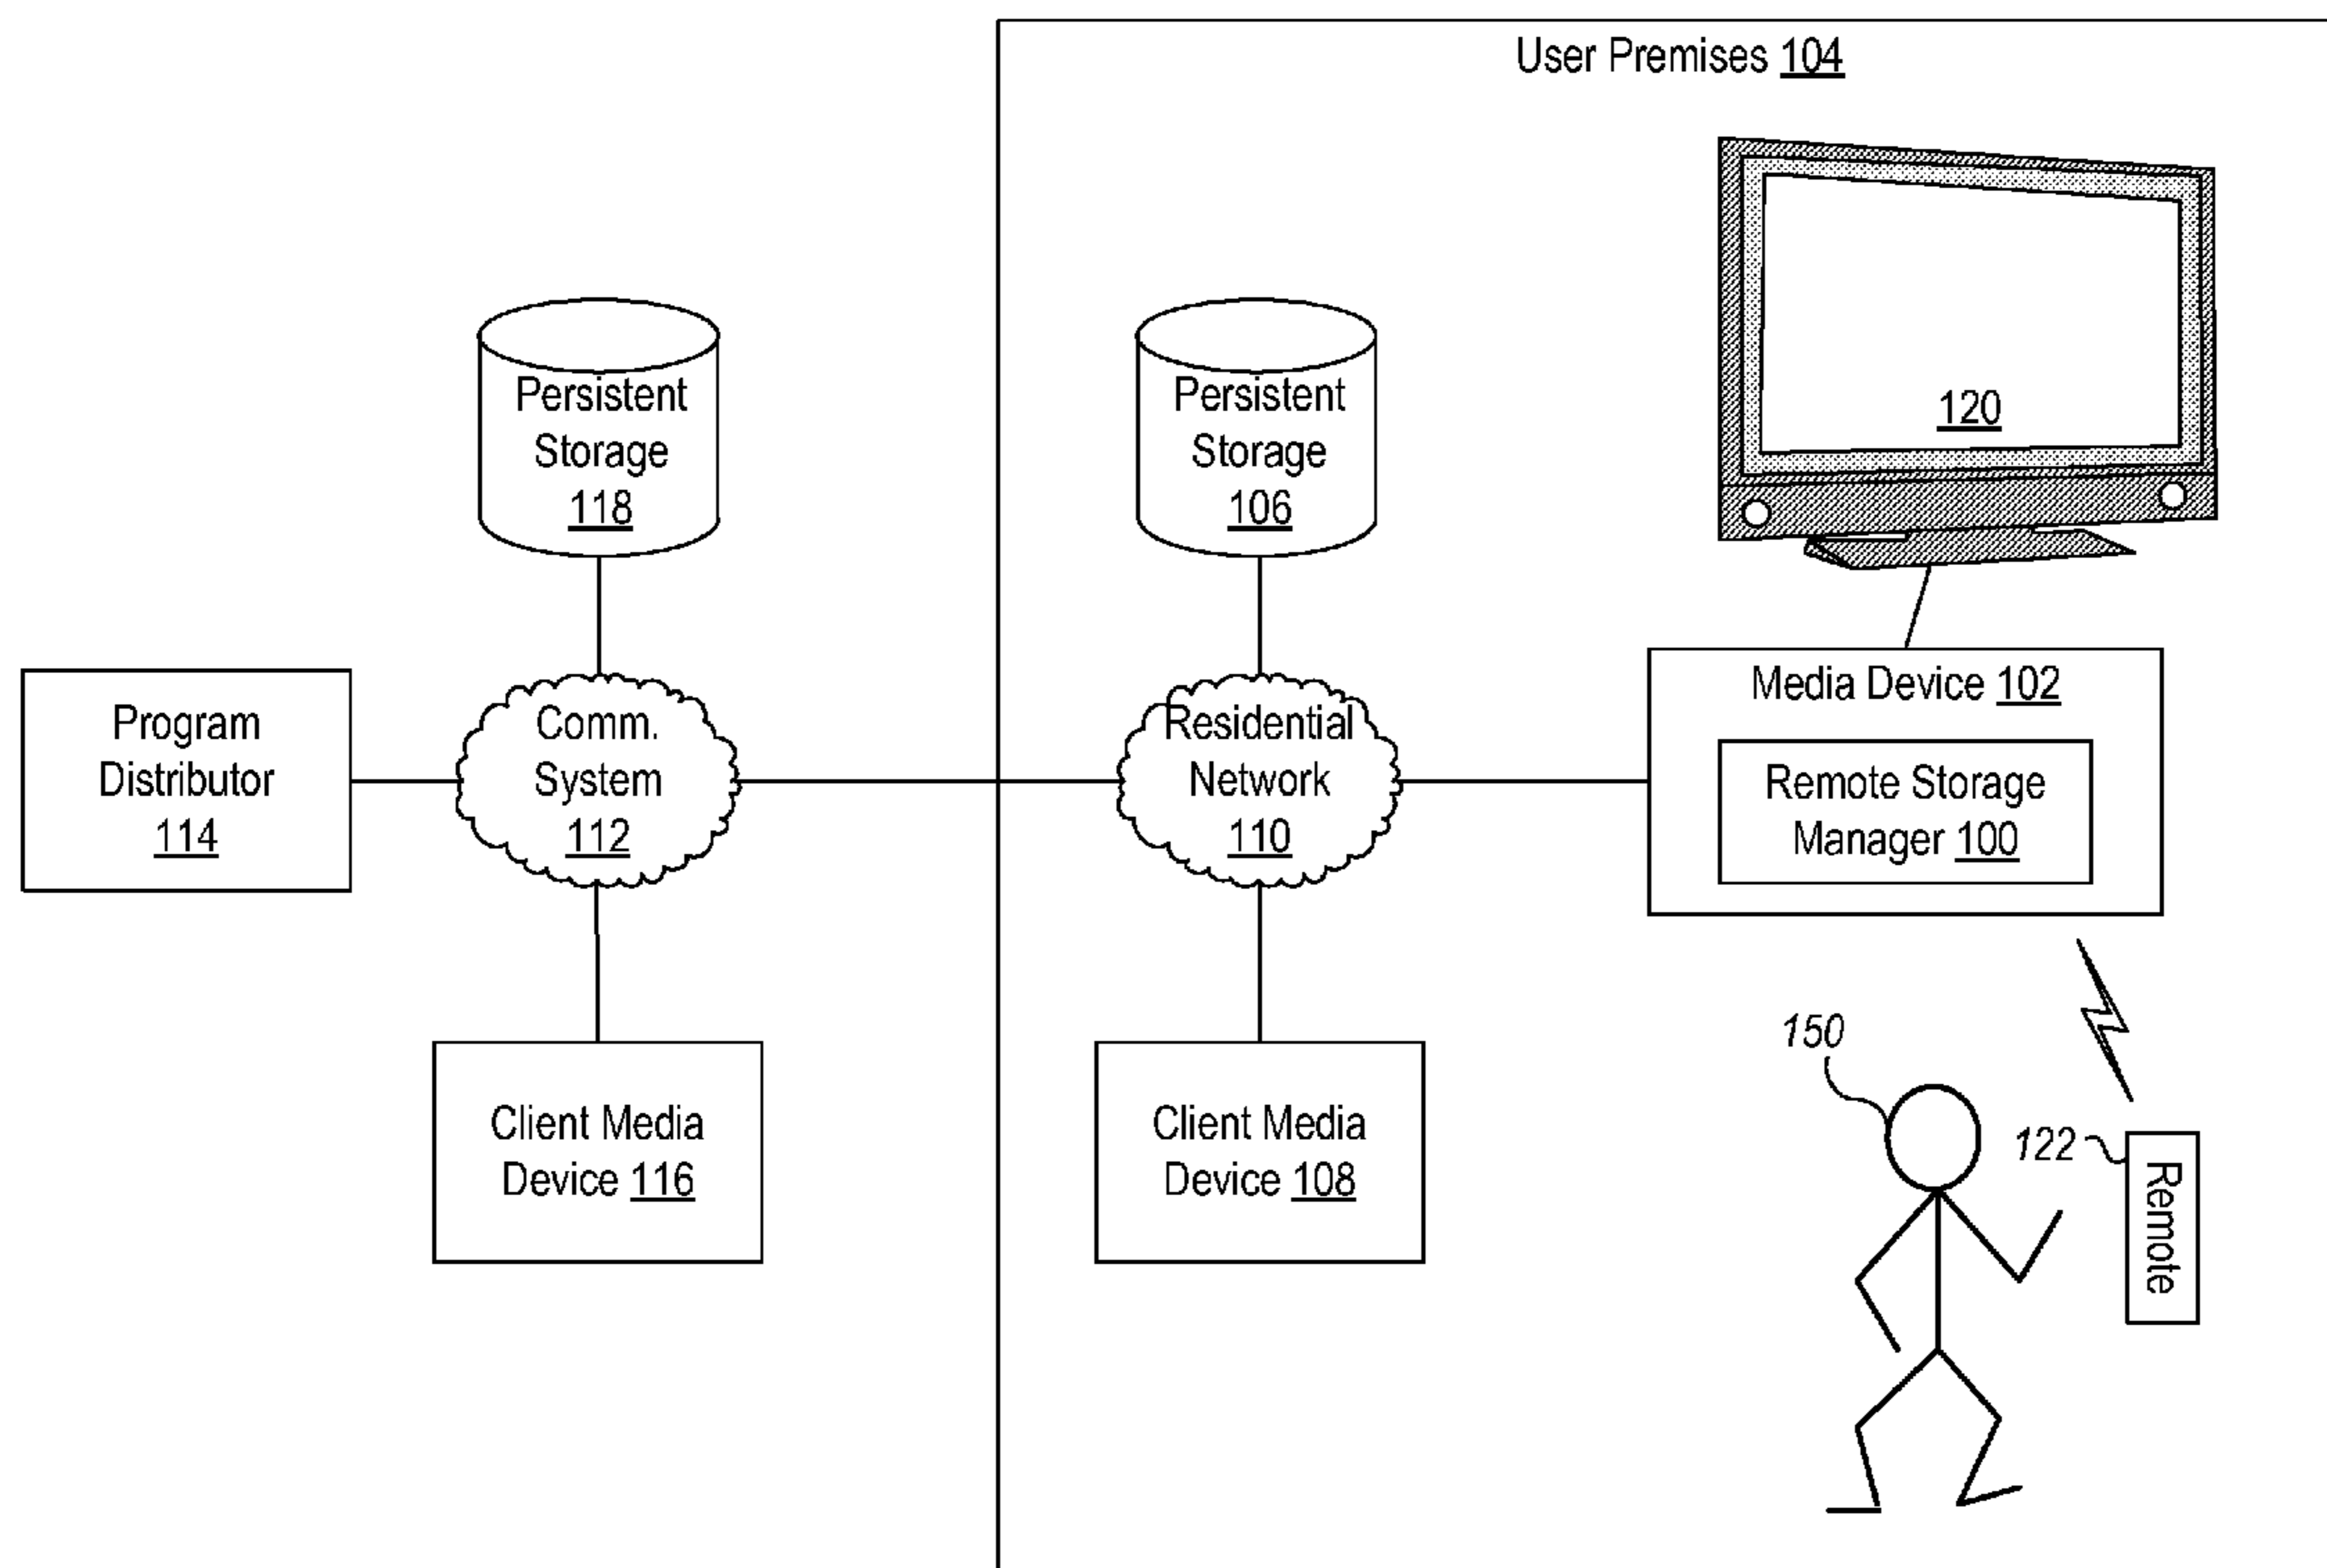 User Premises 104
Persistent
Storage
118
Persistent
Storage
106
120
Program
Distributor
114
Comm.
System
112
Residential
Network
110
Media Device 102
Remote Storage
Manager 100
Client Media
Device 116
Client Media
Device 108
150
122
Remote